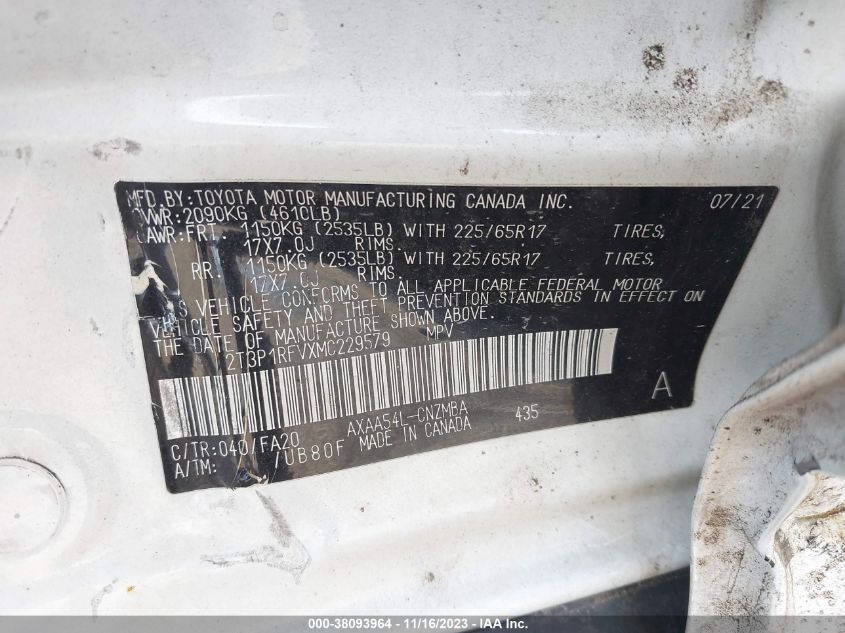 MFD.BY:TOYOTA MOTOR MANUFACTURING CANADA INC. 07/21
GVWR:2090KG (4610LB)
GAWR:FRT. 1150KG (2535LB) WITH 225/65R17 TIRES,
17X7.0J RIMS.
RR. 1150KG (2535LB) WITH 225/65R17 TIRES,
17X7.0J RIMS.
THIS VEHICLE CONFORMS TO ALL APPLICABLE FEDERAL MOTOR
VEHICLE SAFETY AND THEFT PREVENTION STANDARDS IN EFFECT ON
THE DATE OF MANUFACTURE SHOWN ABOVE.
2T3P1RFVXMC229579 MPV
A
AXAA54L-CNZMBA 435
C/TR:040/FA20 MADE IN CANADA
A/TM: /UB80F
000-38093964 - 11/16/2023 - IAA Inc.